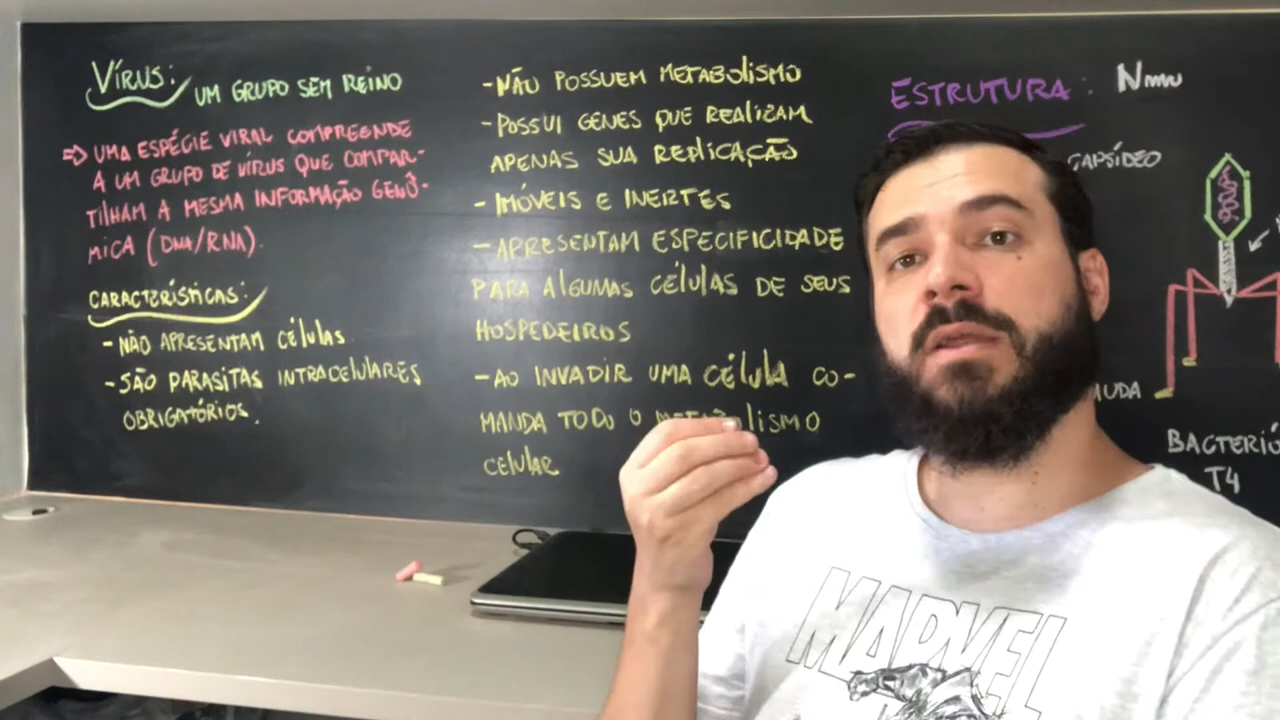 VÍRUS: UM GRUPO SEM REINO
⇒ UMA ESPÉCIE VIRAL COMPREENDE
A UM GRUPO DE VÍRUS QUE COMPAR-
TILHAM A MESMA INFORMAÇÃO GENÔ-
MICA (DNA/RNA).
CARACTERÍSTICAS:
- NÃO APRESENTAM CÉLULAS
- SÃO PARASITAS INTRACELULARES
OBRIGATÓRIOS.
- NÃO POSSUEM METABOLISMO
- POSSUI GENES QUE REALIZAM
APENAS SUA REPLICAÇÃO
- IMÓVEIS E INERTES
- APRESENTAM ESPECIFICIDADE
PARA ALGUMAS CÉLULAS DE SEUS
HOSPEDEIROS
- AO INVADIR UMA CÉLULA CO-
MANDA TODO O METABOLISMO
CELULAR
ESTRUTURA:
CAPSÍDEO
BACTERIÓ
T4
MARVEL